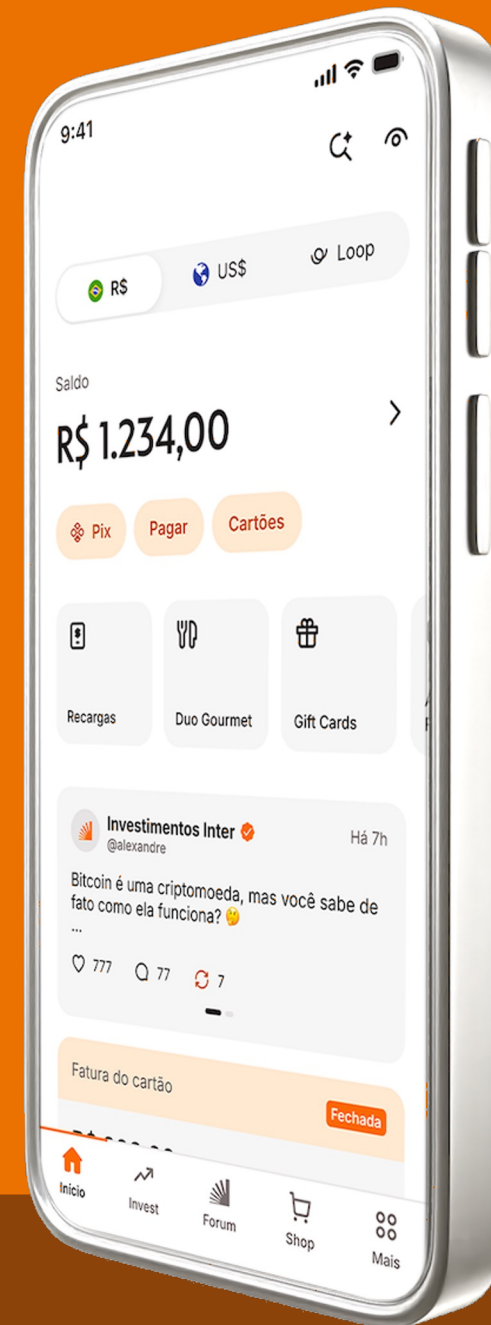 9:41
R$
US$
Loop
Saldo
R$ 1.234,00
Pix
Pagar
Cartões
Recargas
Duo Gourmet
Gift Cards
Investimentos Inter
@alexandre
Há 7h
Bitcoin é uma criptomoeda, mas você sabe de
fato como ela funciona? 🤔
...
777
77
7
Fatura do cartão
Fechada
Início
Invest
Forum
Shop
Mais